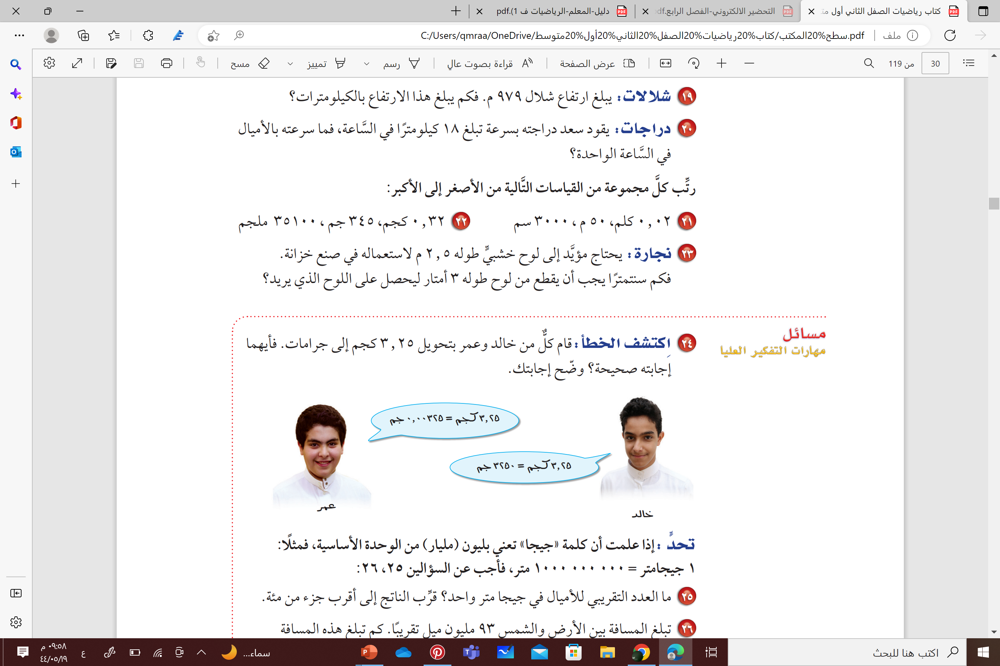 كتاب رياضيات الصفل الثاني أول
التحضير الالكتروني-الفصل الرابع.pdf
دليل-المعلم-الرياضيات ف 1).pdf
ملف
C:/Users/qmraa/OneDrive/سطح%20المكتب/كتاب%20رياضيات%20الصفل%20الثاني%20أول%20متوسط.pdf
30 من 119
عرض الصفحة
قراءة بصوت عالٍ
رسم
تمييز
مسح
١٩ شلالات: يبلغ ارتفاع شلال ٩٧٩ م. فكم يبلغ هذا الارتفاع بالكيلومترات؟
٢٠ دراجات: يقود سعد دراجته بسرعة تبلغ ١٨ كيلومترًا في السَّاعة، فما سرعته بالأميال
في السَّاعة الواحدة؟
رتِّب كلَّ مجموعة من القياسات التَّالية من الأصغر إلى الأكبر:
٢١ ٠,٠٢ كلم، ٥٠ م، ٣٠٠٠ سم
٢٢ ٠,٣٢ كجم، ٣٤٥ جم، ٣٥١٠٠ ملجم
٢٣ نجارة: يحتاج مؤيَّد إلى لوح خشبيٍّ طوله ٢,٥ م لاستعماله في صنع خزانة.
فكم سنتمترًا يجب أن يقطع من لوح طوله ٣ أمتار ليحصل على اللوح الذي يريد؟
مسائل
مهارات التفكير العليا
٢٤ اِكتشف الخطأ: قام كلٌّ من خالد وعمر بتحويل ٣,٢٥ كجم إلى جرامات. فأيهما
إجابته صحيحة؟ وضّح إجابتك.
٣,٢٥ كجم = ٠,٠٠٣٢٥ جم
٣,٢٥ كجم = ٣٢٥٠ جم
عمر
خالد
تحدٍّ: إذا علمت أن كلمة «جيجا» تعني بليون (مليار) من الوحدة الأساسية، فمثلًا:
١ جيجامتر = ١٠٠٠ ٠٠٠ ٠٠٠ متر، فأجب عن السؤالين ٢٥، ٢٦:
٢٥ ما العدد التقريبي للأميال في جيجا متر واحد؟ قرِّب الناتج إلى أقرب جزء من مئة.
٢٦ تبلغ المسافة بين الأرض والشمس ٩٣ مليون ميل تقريبًا. كم تبلغ هذه المسافة
اكتب هنا للبحث
سماء...
ع
٠٩:٥٨ م
٤٤/٠٥/١٩